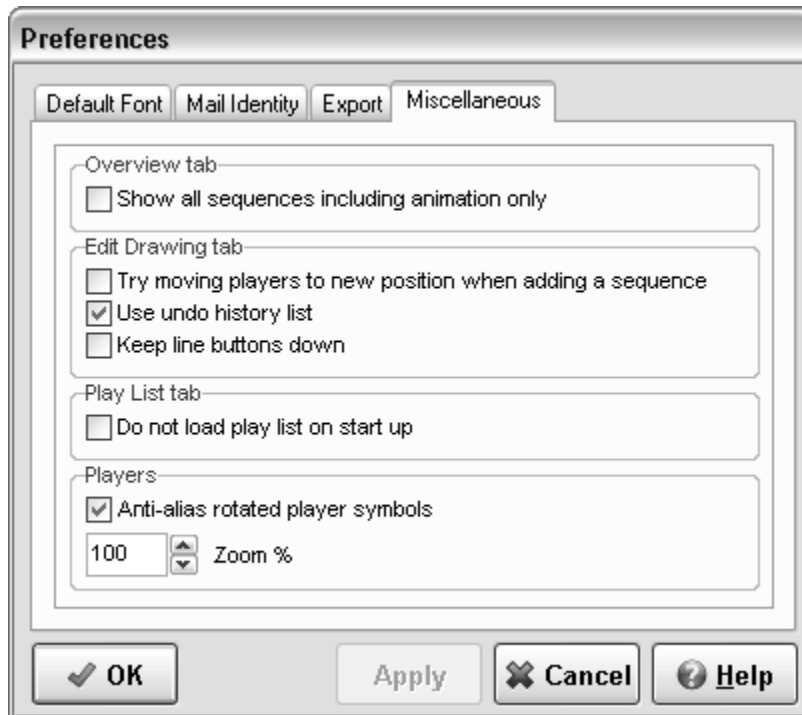 Preferences
Default Font Mail Identity Export Miscellaneous
Overview tab
Show all sequences including animation only
Edit Drawing tab
Try moving players to new position when adding a sequence
Use undo history list
Keep line buttons down
Play List tab
Do not load play list on start up
Players
Anti-alias rotated player symbols
100 Zoom %
OK Apply Cancel Help